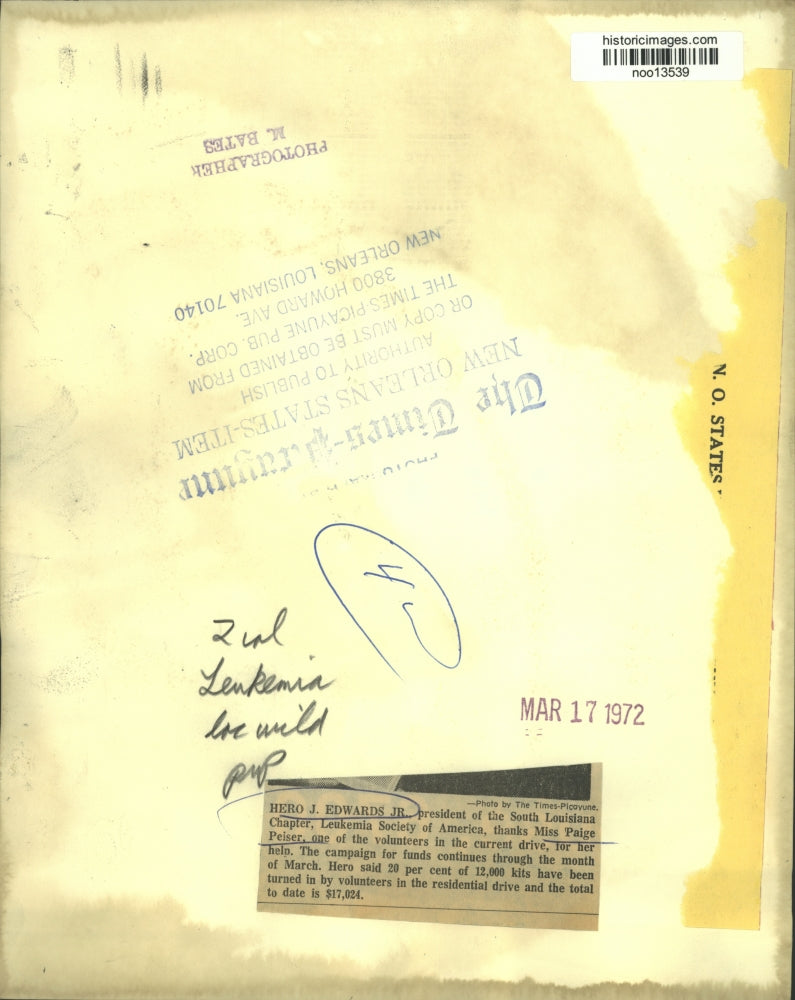 historicimages.com
noo13539
PHOTOGRAPHER
M. BATES
The Times-Picayune
NEW ORLEANS STATES-ITEM
AUTHORITY TO PUBLISH
OR COPY MUST BE OBTAINED FROM
THE TIMES-PICAYUNE PUB. CORP.
3800 HOWARD AVE.
NEW ORLEANS, LOUISIANA 70140
N. O. STATES
2 col
Leukemia
loc wild
MAR 17 1972
—Photo by The Times-Picayune.
HERO J. EDWARDS JR., president of the South Louisiana
Chapter, Leukemia Society of America, thanks Miss Paige
Peiser, one of the volunteers in the current drive, for her
help. The campaign for funds continues through the month
of March. Hero said 20 per cent of 12,000 kits have been
turned in by volunteers in the residential drive and the total
to date is $17,024.